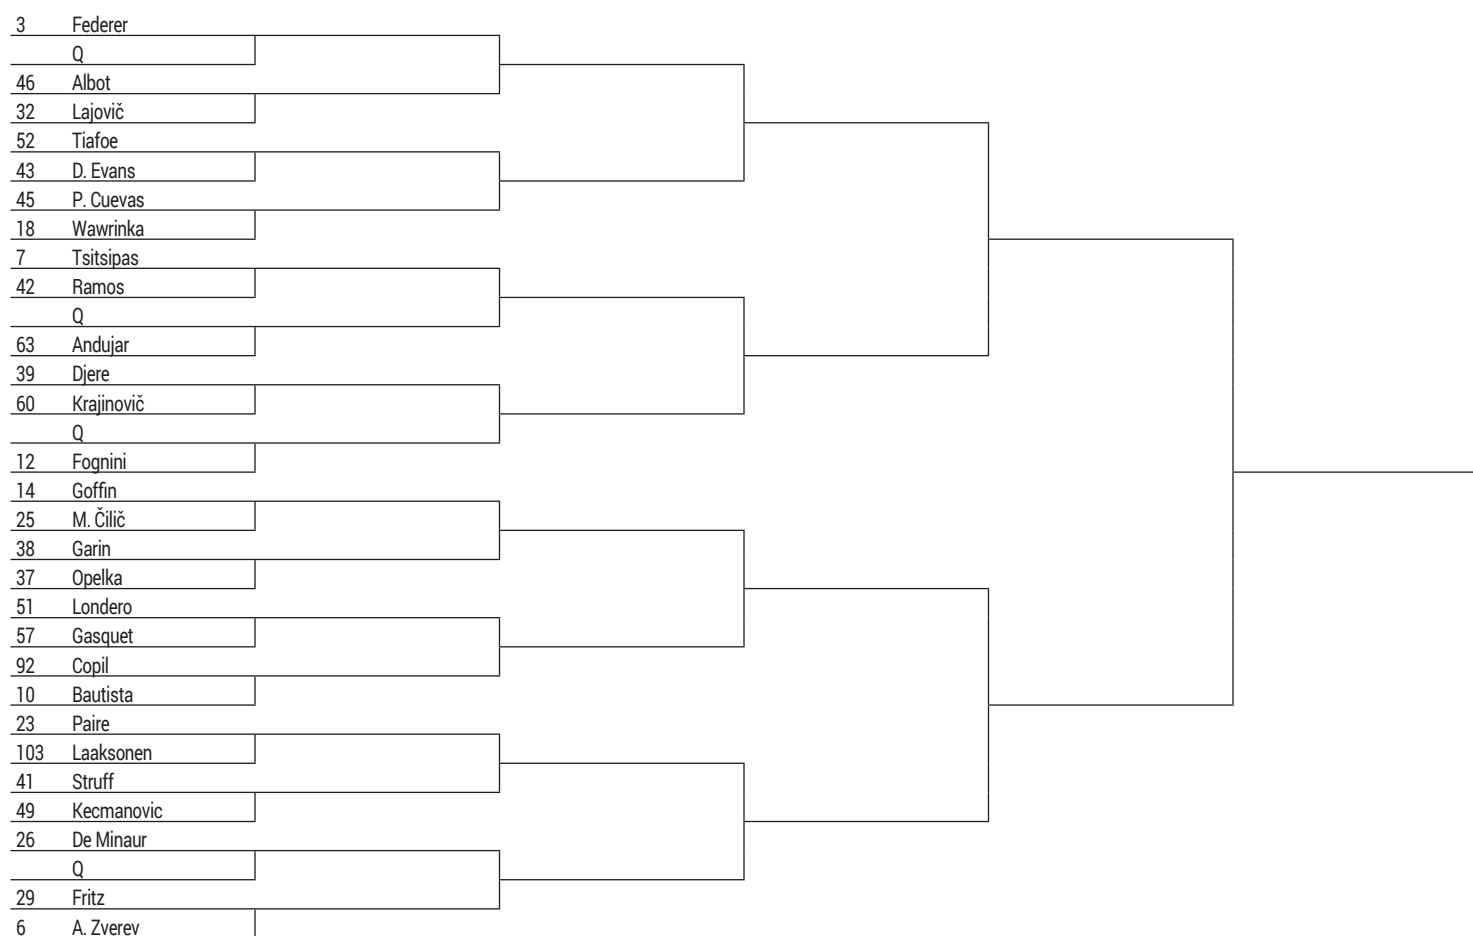 3 Federer
Q
46 Albot
32 Lajovič
52 Tiafoe
43 D. Evans
45 P. Cuevas
18 Wawrinka
7 Tsitsipas
42 Ramos
Q
63 Andujar
39 Djere
60 Krajinovič
Q
12 Fognini
14 Goffin
25 M. Čilič
38 Garin
37 Opelka
51 Londero
57 Gasquet
92 Copil
10 Bautista
23 Paire
103 Laaksonen
41 Struff
49 Kecmanovic
26 De Minaur
Q
29 Fritz
6 A. Zverev